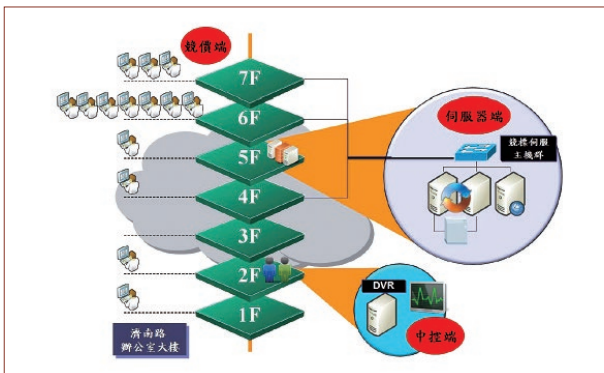 競價端
7F
6F
5F
4F
3F
2F
1F
伺服器端
競標伺服
主機群
DVR
中控端
濟南路
辦公室大樓